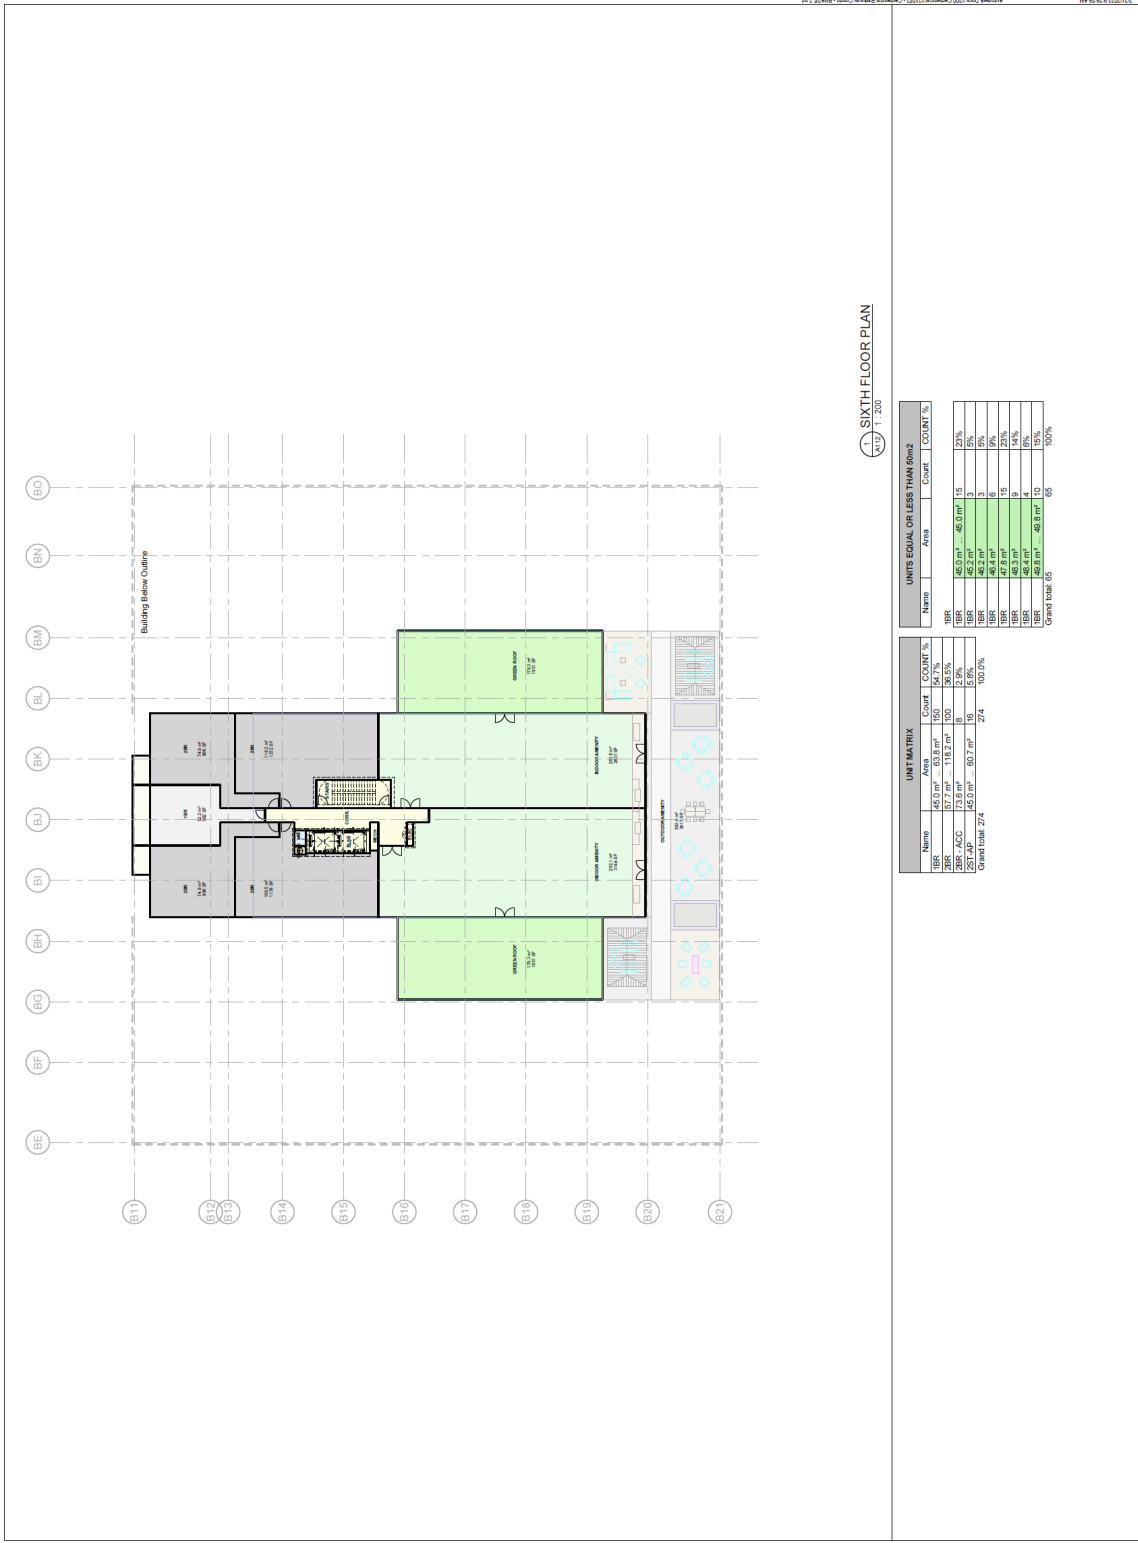 BO
BN
BM
BL
BK
BJ
BI
BH
BG
BF
BE
B11
B12
B13
B14
B15
B16
B17
B18
B19
B20
B21
Building Below Outline
2BR
2BR
1BR
2BR
2BR
STAIRS
CORR.
ELEV
MECH
GREEN ROOF
INDOOR AMENITY
INDOOR AMENITY
GREEN ROOF
OUTDOOR AMENITY
1 SIXTH FLOOR PLAN
A112 1 : 200
UNIT MATRIX
Name Area Count COUNT %
1BR 45.0 m² ... 63.8 m² 150 54.7%
2BR 57.7 m² ... 118.2 m² 100 36.5%
2BR - ACC 73.6 m² 8 2.9%
2ST-AP 45.0 m² ... 60.7 m² 16 5.8%
Grand total: 274 274 100.0%
UNITS EQUAL OR LESS THAN 50m2
Name Area Count COUNT %
1BR
1BR 45.0 m² ... 45.0 m² 15 23%
1BR 45.2 m² 3 5%
1BR 46.2 m² 3 5%
1BR 46.4 m² 6 9%
1BR 47.8 m² 15 23%
1BR 48.3 m² 9 14%
1BR 48.4 m² 4 6%
1BR 49.8 m² ... 49.8 m² 10 15%
Grand total: 65 65 100%